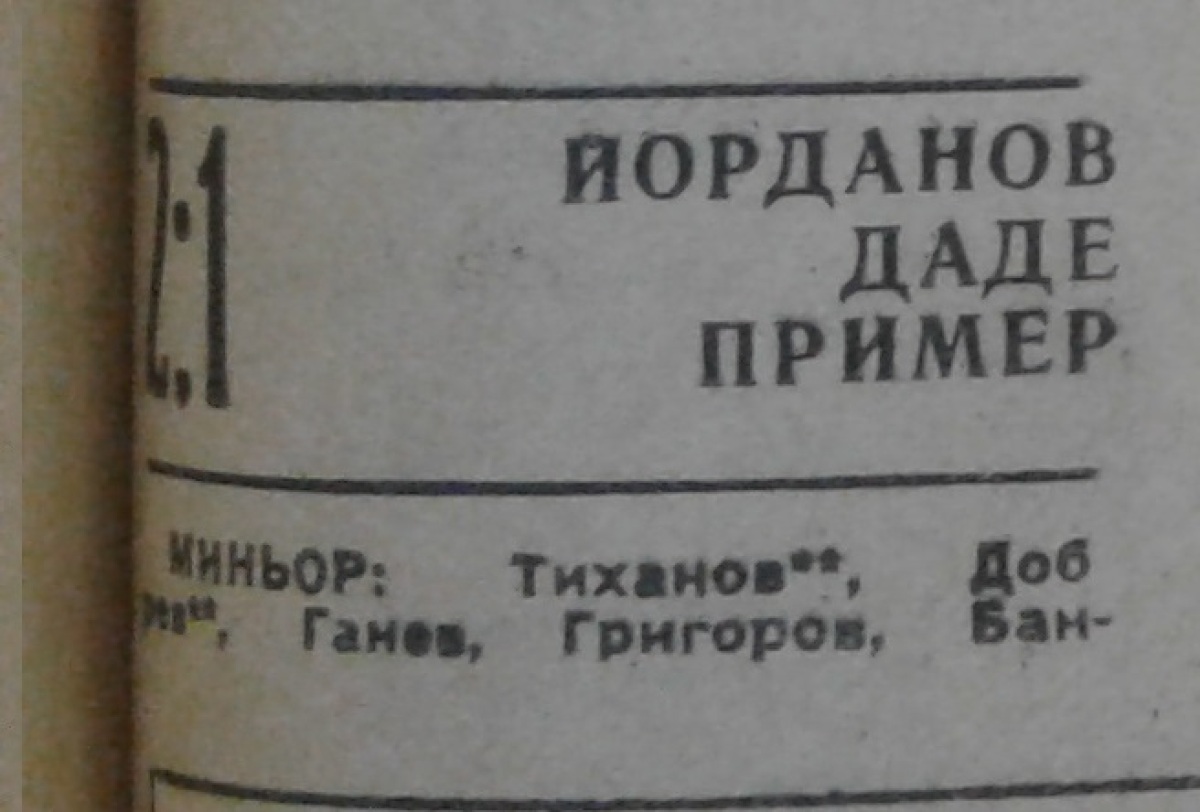 2:1
ЙОРДАНОВ
ДАДЕ
ПРИМЕР
МИНЬОР: Тиханов**, Доб
Ганев, Григоров, Бан-